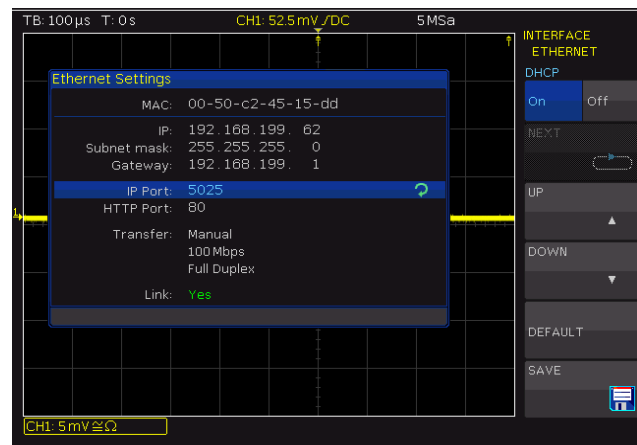 TB: 100 µs T: 0 s CH1: 52.5 mV / DC 5 MSa
INTERFACE
ETHERNET
DHCP
On Off
NEXT
UP
DOWN
DEFAULT
SAVE
Ethernet Settings
MAC: 00-50-c2-45-15-dd
IP: 192.168.199. 62
Subnet mask: 255.255.255. 0
Gateway: 192.168.199. 1
IP Port: 5025
HTTP Port: 80
Transfer: Manual
100 Mbps
Full Duplex
Link: Yes
1
CH1: 5 mV≅Ω